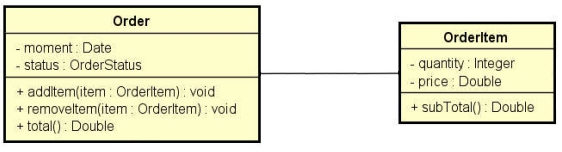 Order
- moment : Date
- status : OrderStatus
+ addItem(item : OrderItem) : void
+ removeItem(item : OrderItem) : void
+ total() : Double
OrderItem
- quantity : Integer
- price : Double
+ subTotal() : Double